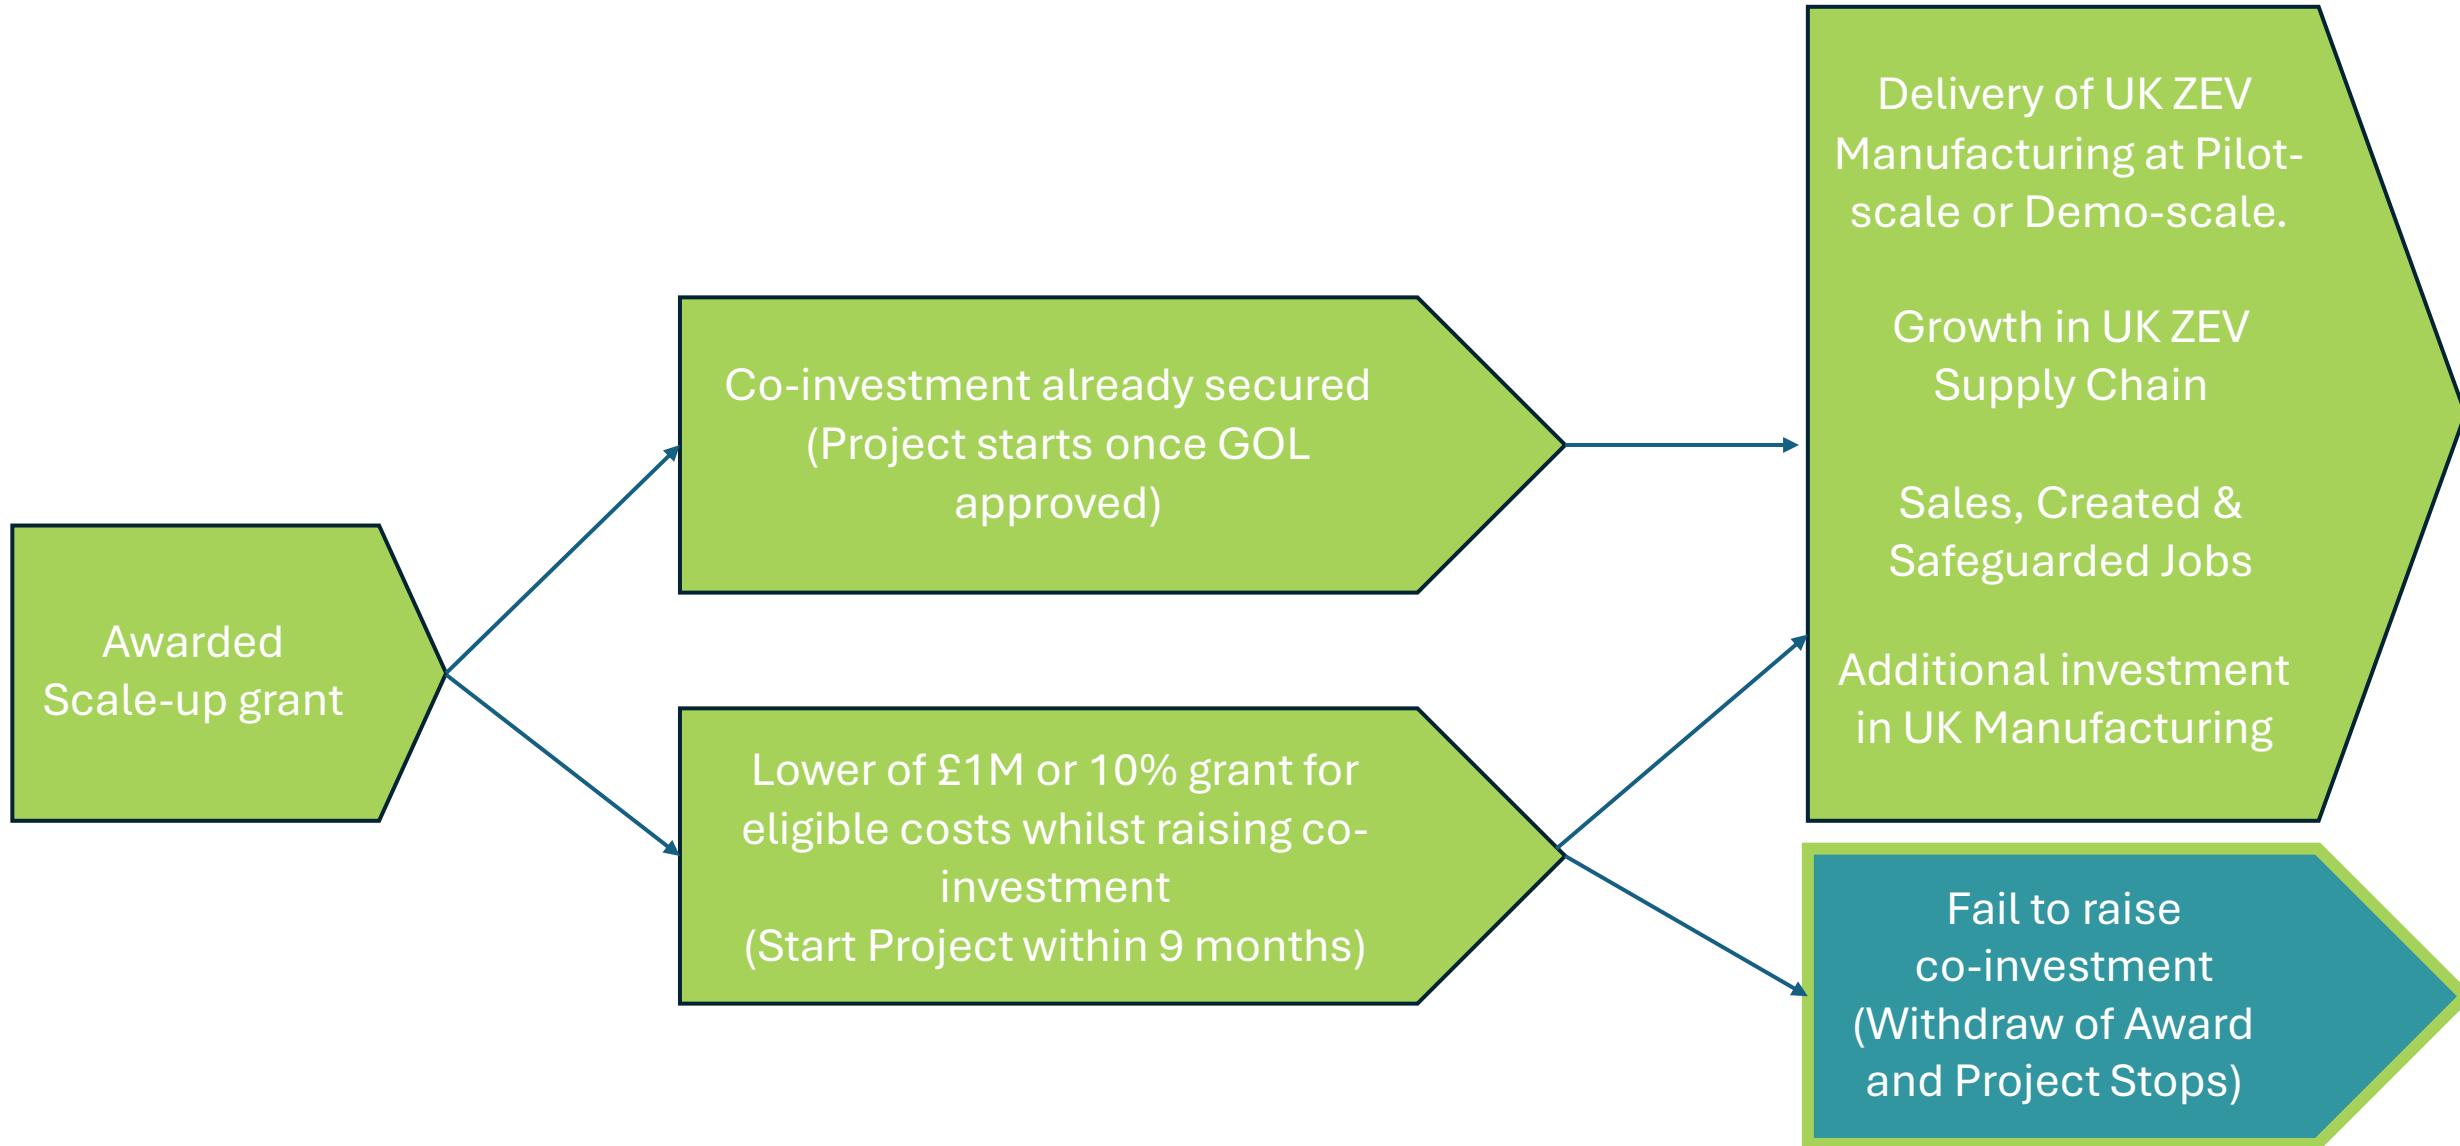 Awarded
Scale-up grant
Co-investment already secured
(Project starts once GOL
approved)
Lower of £1M or 10% grant for
eligible costs whilst raising co-
investment
(Start Project within 9 months)
Delivery of UK ZEV
Manufacturing at Pilot-
scale or Demo-scale.
Growth in UK ZEV
Supply Chain
Sales, Created &
Safeguarded Jobs
Additional investment
in UK Manufacturing
Fail to raise
co-investment
(Withdraw of Award
and Project Stops)